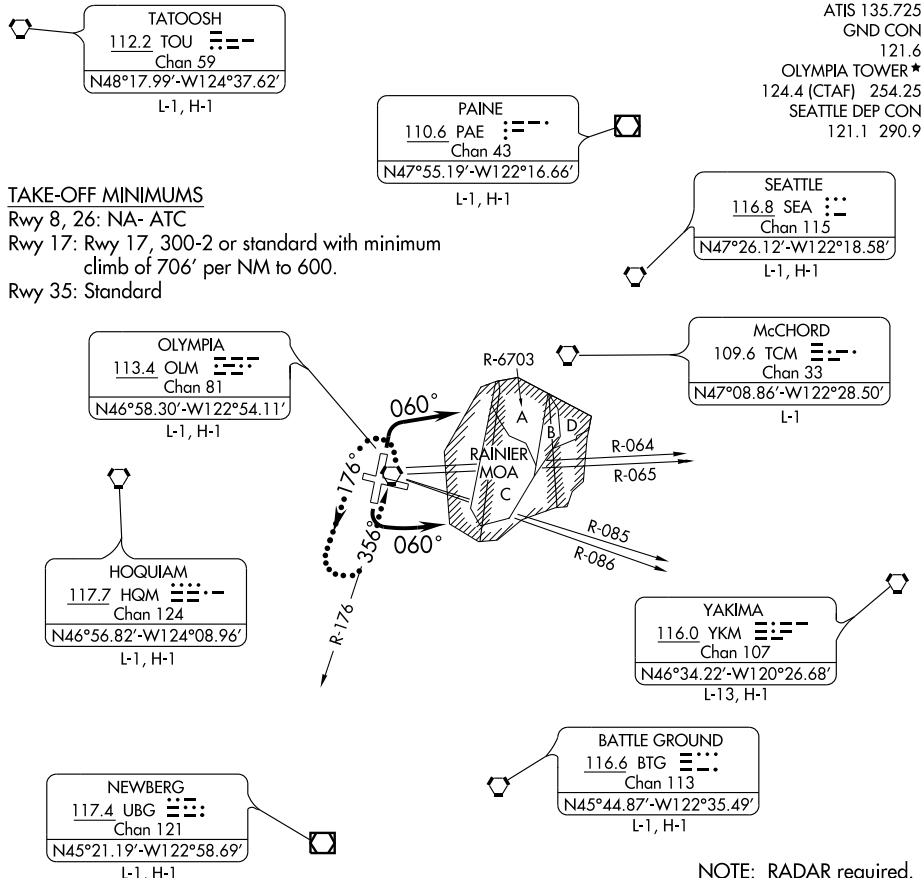 ATIS 135.725
GND CON
121.6
OLYMPIA TOWER★
124.4 (CTAF) 254.25
SEATTLE DEP CON
121.1 290.9
TATOOSH
112.2 TOU
Chan 59
N48°17.99′-W124°37.62′
L-1, H-1
PAINE
110.6 PAE
Chan 43
N47°55.19′-W122°16.66′
L-1, H-1
TAKE-OFF MINIMUMS
Rwy 8, 26: NA- ATC
Rwy 17: Rwy 17, 300-2 or standard with minimum
climb of 706′ per NM to 600.
Rwy 35: Standard
SEATTLE
116.8 SEA
Chan 115
N47°26.12′-W122°18.58′
L-1, H-1
OLYMPIA
113.4 OLM
Chan 81
N46°58.30′-W122°54.11′
L-1, H-1
McCHORD
109.6 TCM
Chan 33
N47°08.86′-W122°28.50′
L-1
R-6703
A
B
D
RAINIER
MOA
C
060°
060°
176°
356°
R-064
R-065
R-085
R-086
R-176
HOQUIAM
117.7 HQM
Chan 124
N46°56.82′-W124°08.96′
L-1, H-1
YAKIMA
116.0 YKM
Chan 107
N46°34.22′-W120°26.68′
L-13, H-1
BATTLE GROUND
116.6 BTG
Chan 113
N45°44.87′-W122°35.49′
L-1, H-1
NEWBERG
117.4 UBG
Chan 121
N45°21.19′-W122°58.69′
L-1, H-1
NOTE: RADAR required.